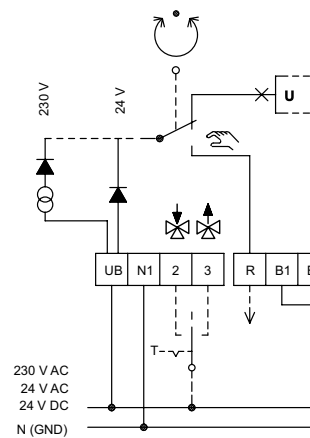 230 V
24 V
U
UB N1 2 3 R B1
T
230 V AC
24 V AC
24 V DC
N (GND)